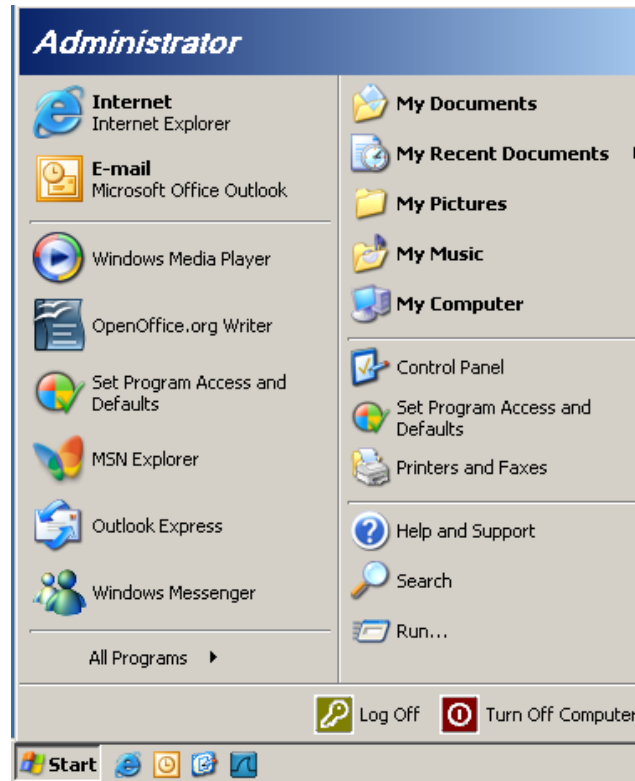 Administrator
Internet
Internet Explorer
E-mail
Microsoft Office Outlook
Windows Media Player
OpenOffice.org Writer
Set Program Access and
Defaults
MSN Explorer
Outlook Express
Windows Messenger
All Programs
My Documents
My Recent Documents
My Pictures
My Music
My Computer
Control Panel
Set Program Access and
Defaults
Printers and Faxes
Help and Support
Search
Run...
Log Off
Turn Off Computer
Start